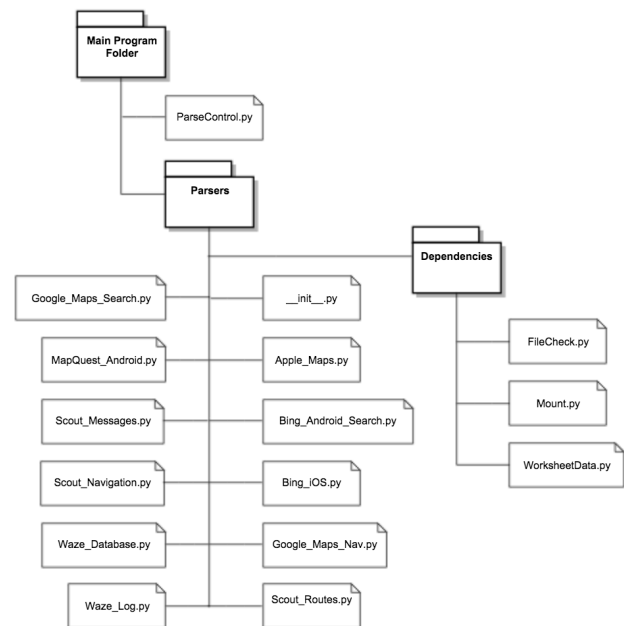 Main Program
Folder
ParseControl.py
Parsers
Dependencies
Google_Maps_Search.py
__init__.py
FileCheck.py
MapQuest_Android.py
Apple_Maps.py
Mount.py
Scout_Messages.py
Bing_Android_Search.py
WorksheetData.py
Scout_Navigation.py
Bing_iOS.py
Waze_Database.py
Google_Maps_Nav.py
Waze_Log.py
Scout_Routes.py